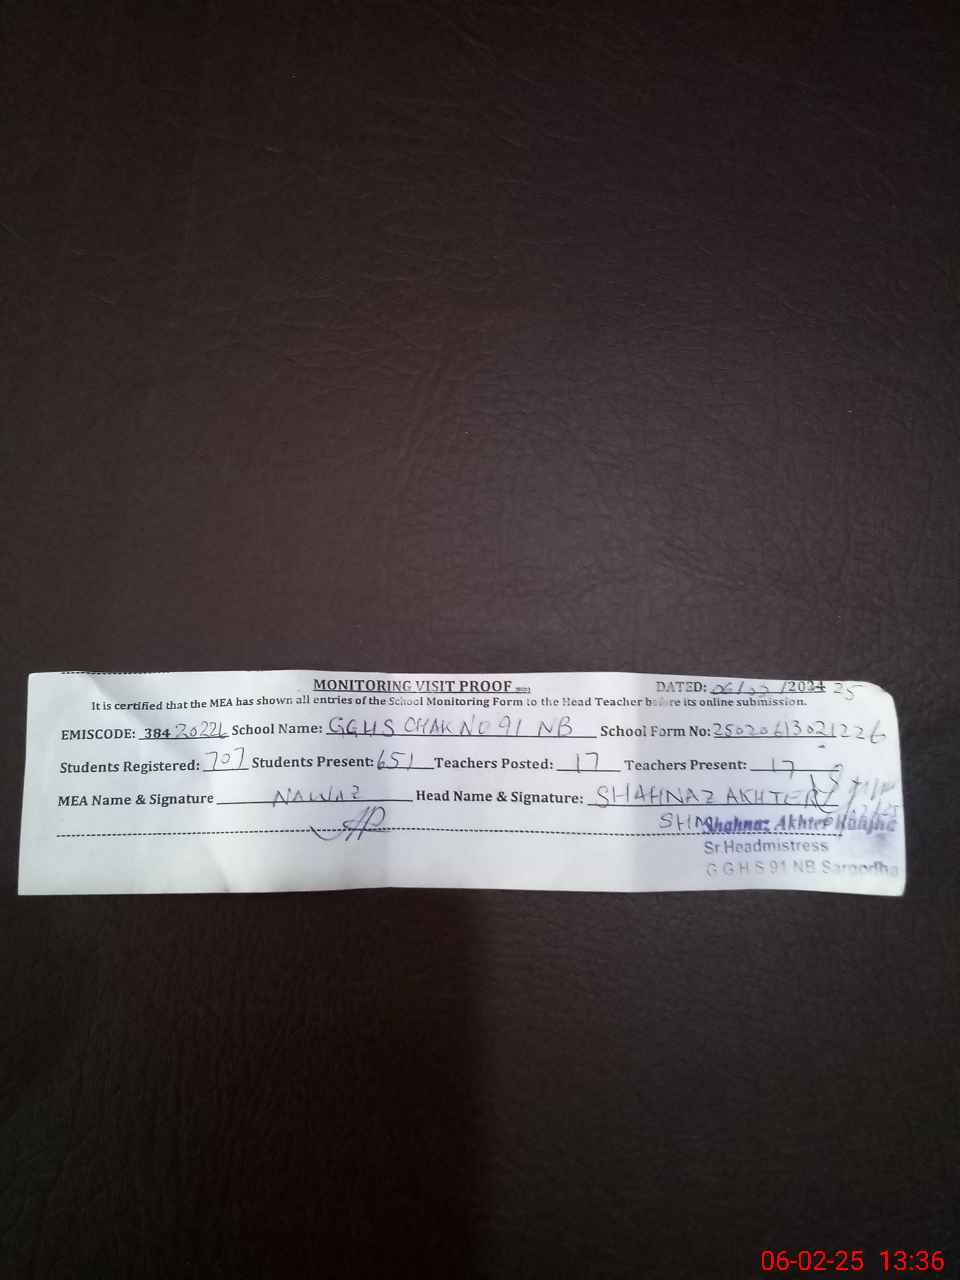 MONITORING VISIT PROOF
DATED: 06/02/2024 25
It is certified that the MEA has shown all entries of the School Monitoring Form to the Head Teacher before its online submission.
EMISCODE: 38420226 School Name: GGHS CHAK NO 91 NB School Form No: 25020613021226
Students Registered: 707 Students Present: 651 Teachers Posted: 17 Teachers Present: 17
MEA Name & Signature NAWAZ Head Name & Signature: SHAHNAZ AKHTER
SHM
Shahnaz Akhter
Sr Headmistress
G G H S 91 NB Sargodha
06-02-25 13:36